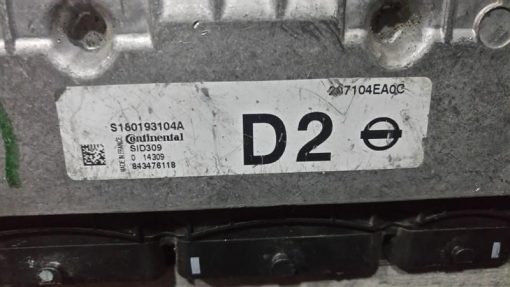 237104EA0C
S180193104A
Continental
D2
MADE IN FRANCE
SID309
0 14309
843476118